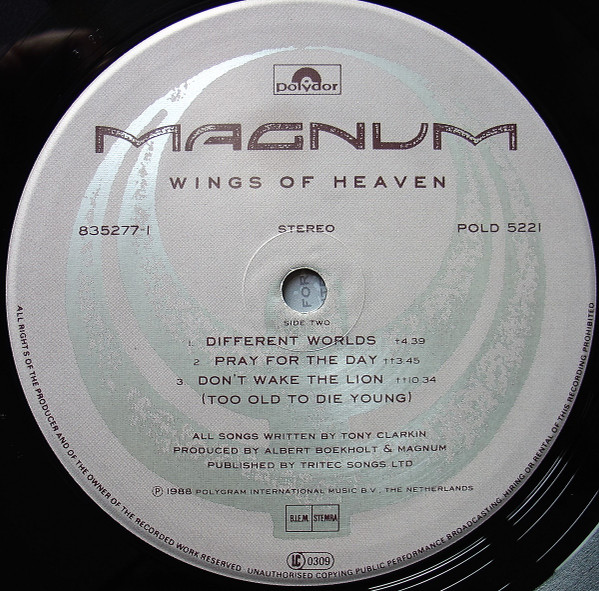 polydor
MAGNUM
WINGS OF HEAVEN
835277-1 STEREO POLD 5221
FOR
SIDE TWO
1. DIFFERENT WORLDS †4.39
2. PRAY FOR THE DAY ††3.45
3. DON'T WAKE THE LION ††10.34
(TOO OLD TO DIE YOUNG)
ALL SONGS WRITTEN BY TONY CLARKIN
PRODUCED BY ALBERT BOEKHOLT & MAGNUM
PUBLISHED BY TRITEC SONGS LTD
℗ 1988 POLYGRAM INTERNATIONAL MUSIC B.V., THE NETHERLANDS
B.I.E.M. STEMRA
LC 0309
ALL RIGHTS OF THE PRODUCER AND OF THE OWNER OF THE RECORDED WORK RESERVED UNAUTHORISED COPYING PUBLIC PERFORMANCE BROADCASTING HIRING OR RENTAL OF THIS RECORDING PROHIBITED